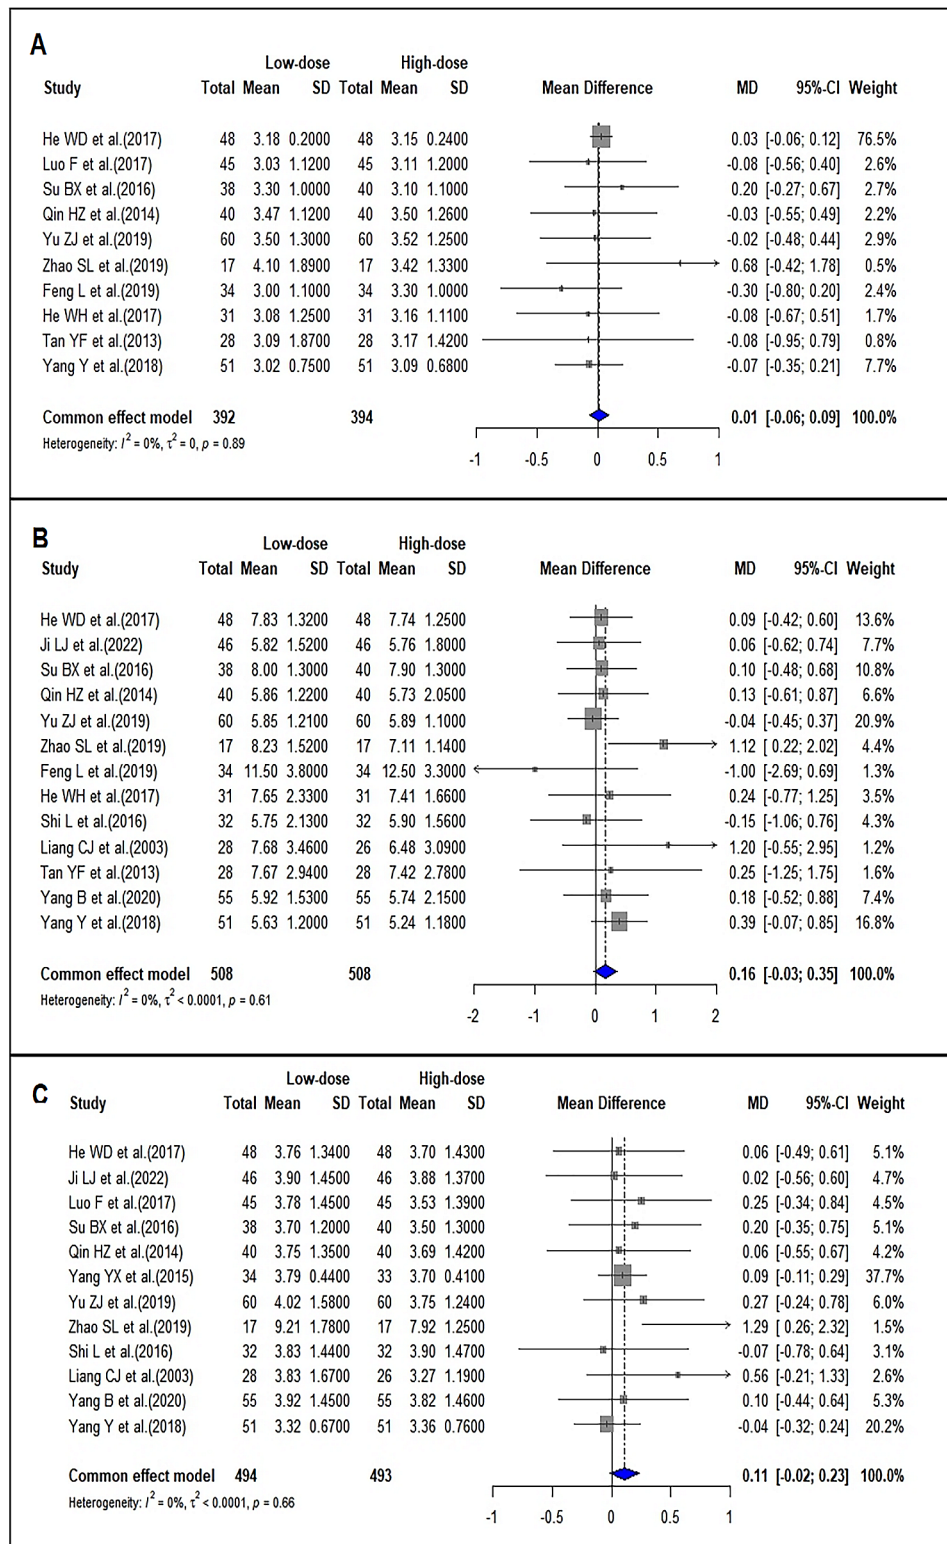 A
Low-dose High-dose
Study Total Mean SD Total Mean SD Mean Difference MD 95%-CI Weight
He WD et al.(2017) 48 3.18 0.2000 48 3.15 0.2400 0.03 [-0.06; 0.12] 76.5%
Luo F et al.(2017) 45 3.03 1.1200 45 3.11 1.2000 -0.08 [-0.56; 0.40] 2.6%
Su BX et al.(2016) 38 3.30 1.0000 40 3.10 1.1000 0.20 [-0.27; 0.67] 2.7%
Qin HZ et al.(2014) 40 3.47 1.1200 40 3.50 1.2600 -0.03 [-0.55; 0.49] 2.2%
Yu ZJ et al.(2019) 60 3.50 1.3000 60 3.52 1.2500 -0.02 [-0.48; 0.44] 2.9%
Zhao SL et al.(2019) 17 4.10 1.8900 17 3.42 1.3300 0.68 [-0.42; 1.78] 0.5%
Feng L et al.(2019) 34 3.00 1.1000 34 3.30 1.0000 -0.30 [-0.80; 0.20] 2.4%
He WH et al.(2017) 31 3.08 1.2500 31 3.16 1.1100 -0.08 [-0.67; 0.51] 1.7%
Tan YF et al.(2013) 28 3.09 1.8700 28 3.17 1.4200 -0.08 [-0.95; 0.79] 0.8%
Yang Y et al.(2018) 51 3.02 0.7500 51 3.09 0.6800 -0.07 [-0.35; 0.21] 7.7%
Common effect model 392 394 0.01 [-0.06; 0.09] 100.0%
Heterogeneity: I² = 0%, τ² = 0, p = 0.89
-1 -0.5 0 0.5 1
B
Low-dose High-dose
Study Total Mean SD Total Mean SD Mean Difference MD 95%-CI Weight
He WD et al.(2017) 48 7.83 1.3200 48 7.74 1.2500 0.09 [-0.42; 0.60] 13.6%
Ji LJ et al.(2022) 46 5.82 1.5200 46 5.76 1.8000 0.06 [-0.62; 0.74] 7.7%
Su BX et al.(2016) 38 8.00 1.3000 40 7.90 1.3000 0.10 [-0.48; 0.68] 10.8%
Qin HZ et al.(2014) 40 5.86 1.2200 40 5.73 2.0500 0.13 [-0.61; 0.87] 6.6%
Yu ZJ et al.(2019) 60 5.85 1.2100 60 5.89 1.1000 -0.04 [-0.45; 0.37] 20.9%
Zhao SL et al.(2019) 17 8.23 1.5200 17 7.11 1.1400 1.12 [ 0.22; 2.02] 4.4%
Feng L et al.(2019) 34 11.50 3.8000 34 12.50 3.3000 -1.00 [-2.69; 0.69] 1.3%
He WH et al.(2017) 31 7.65 2.3300 31 7.41 1.6600 0.24 [-0.77; 1.25] 3.5%
Shi L et al.(2016) 32 5.75 2.1300 32 5.90 1.5600 -0.15 [-1.06; 0.76] 4.3%
Liang CJ et al.(2003) 28 7.68 3.4600 26 6.48 3.0900 1.20 [-0.55; 2.95] 1.2%
Tan YF et al.(2013) 28 7.67 2.9400 28 7.42 2.7800 0.25 [-1.25; 1.75] 1.6%
Yang B et al.(2020) 55 5.92 1.5300 55 5.74 2.1500 0.18 [-0.52; 0.88] 7.4%
Yang Y et al.(2018) 51 5.63 1.2000 51 5.24 1.1800 0.39 [-0.07; 0.85] 16.8%
Common effect model 508 508 0.16 [-0.03; 0.35] 100.0%
Heterogeneity: I² = 0%, τ² < 0.0001, p = 0.61
-2 -1 0 1 2
C
Low-dose High-dose
Study Total Mean SD Total Mean SD Mean Difference MD 95%-CI Weight
He WD et al.(2017) 48 3.76 1.3400 48 3.70 1.4300 0.06 [-0.49; 0.61] 5.1%
Ji LJ et al.(2022) 46 3.90 1.4500 46 3.88 1.3700 0.02 [-0.56; 0.60] 4.7%
Luo F et al.(2017) 45 3.78 1.4500 45 3.53 1.3900 0.25 [-0.34; 0.84] 4.5%
Su BX et al.(2016) 38 3.70 1.2000 40 3.50 1.3000 0.20 [-0.35; 0.75] 5.1%
Qin HZ et al.(2014) 40 3.75 1.3500 40 3.69 1.4200 0.06 [-0.55; 0.67] 4.2%
Yang YX et al.(2015) 34 3.79 0.4400 33 3.70 0.4100 0.09 [-0.11; 0.29] 37.7%
Yu ZJ et al.(2019) 60 4.02 1.5800 60 3.75 1.2400 0.27 [-0.24; 0.78] 6.0%
Zhao SL et al.(2019) 17 9.21 1.7800 17 7.92 1.2500 1.29 [ 0.26; 2.32] 1.5%
Shi L et al.(2016) 32 3.83 1.4400 32 3.90 1.4700 -0.07 [-0.78; 0.64] 3.1%
Liang CJ et al.(2003) 28 3.83 1.6700 26 3.27 1.1900 0.56 [-0.21; 1.33] 2.6%
Yang B et al.(2020) 55 3.92 1.4500 55 3.82 1.4600 0.10 [-0.44; 0.64] 5.3%
Yang Y et al.(2018) 51 3.32 0.6700 51 3.36 0.7600 -0.04 [-0.32; 0.24] 20.2%
Common effect model 494 493 0.11 [-0.02; 0.23] 100.0%
Heterogeneity: I² = 0%, τ² < 0.0001, p = 0.66
-1 -0.5 0 0.5 1